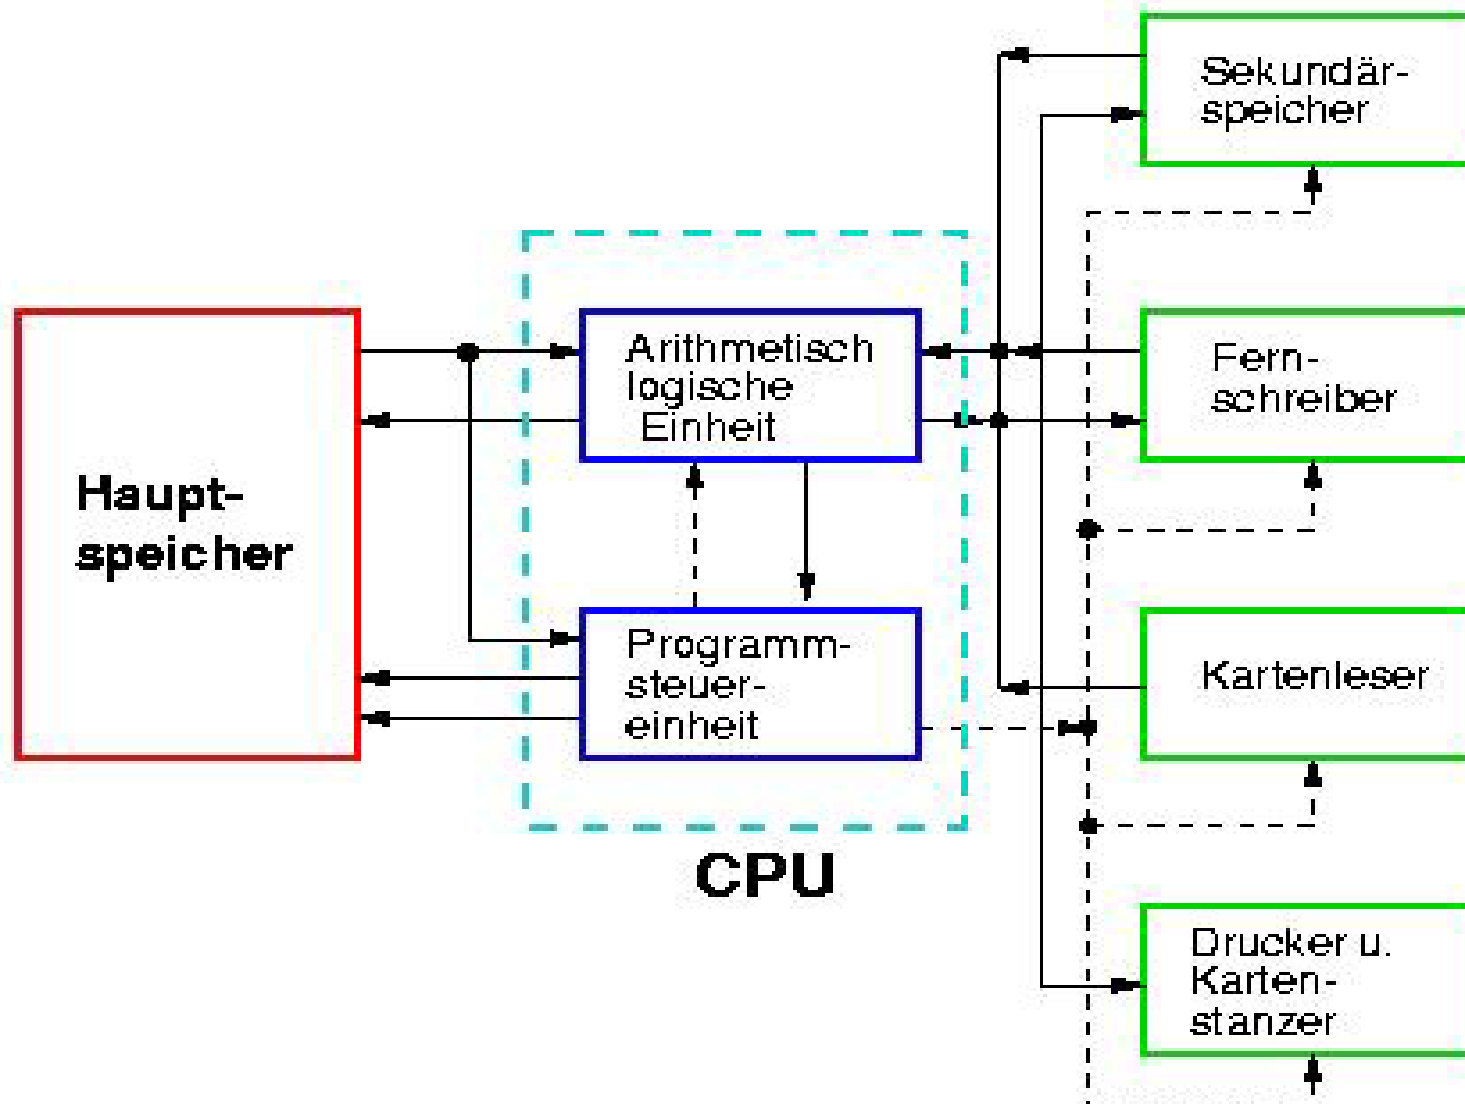 Haupt-
speicher
Arithmetisch
logische
Einheit
Programm-
steuer-
einheit
CPU
Sekundär-
speicher
Fern-
schreiber
Kartenleser
Drucker u.
Karten-
stanzer